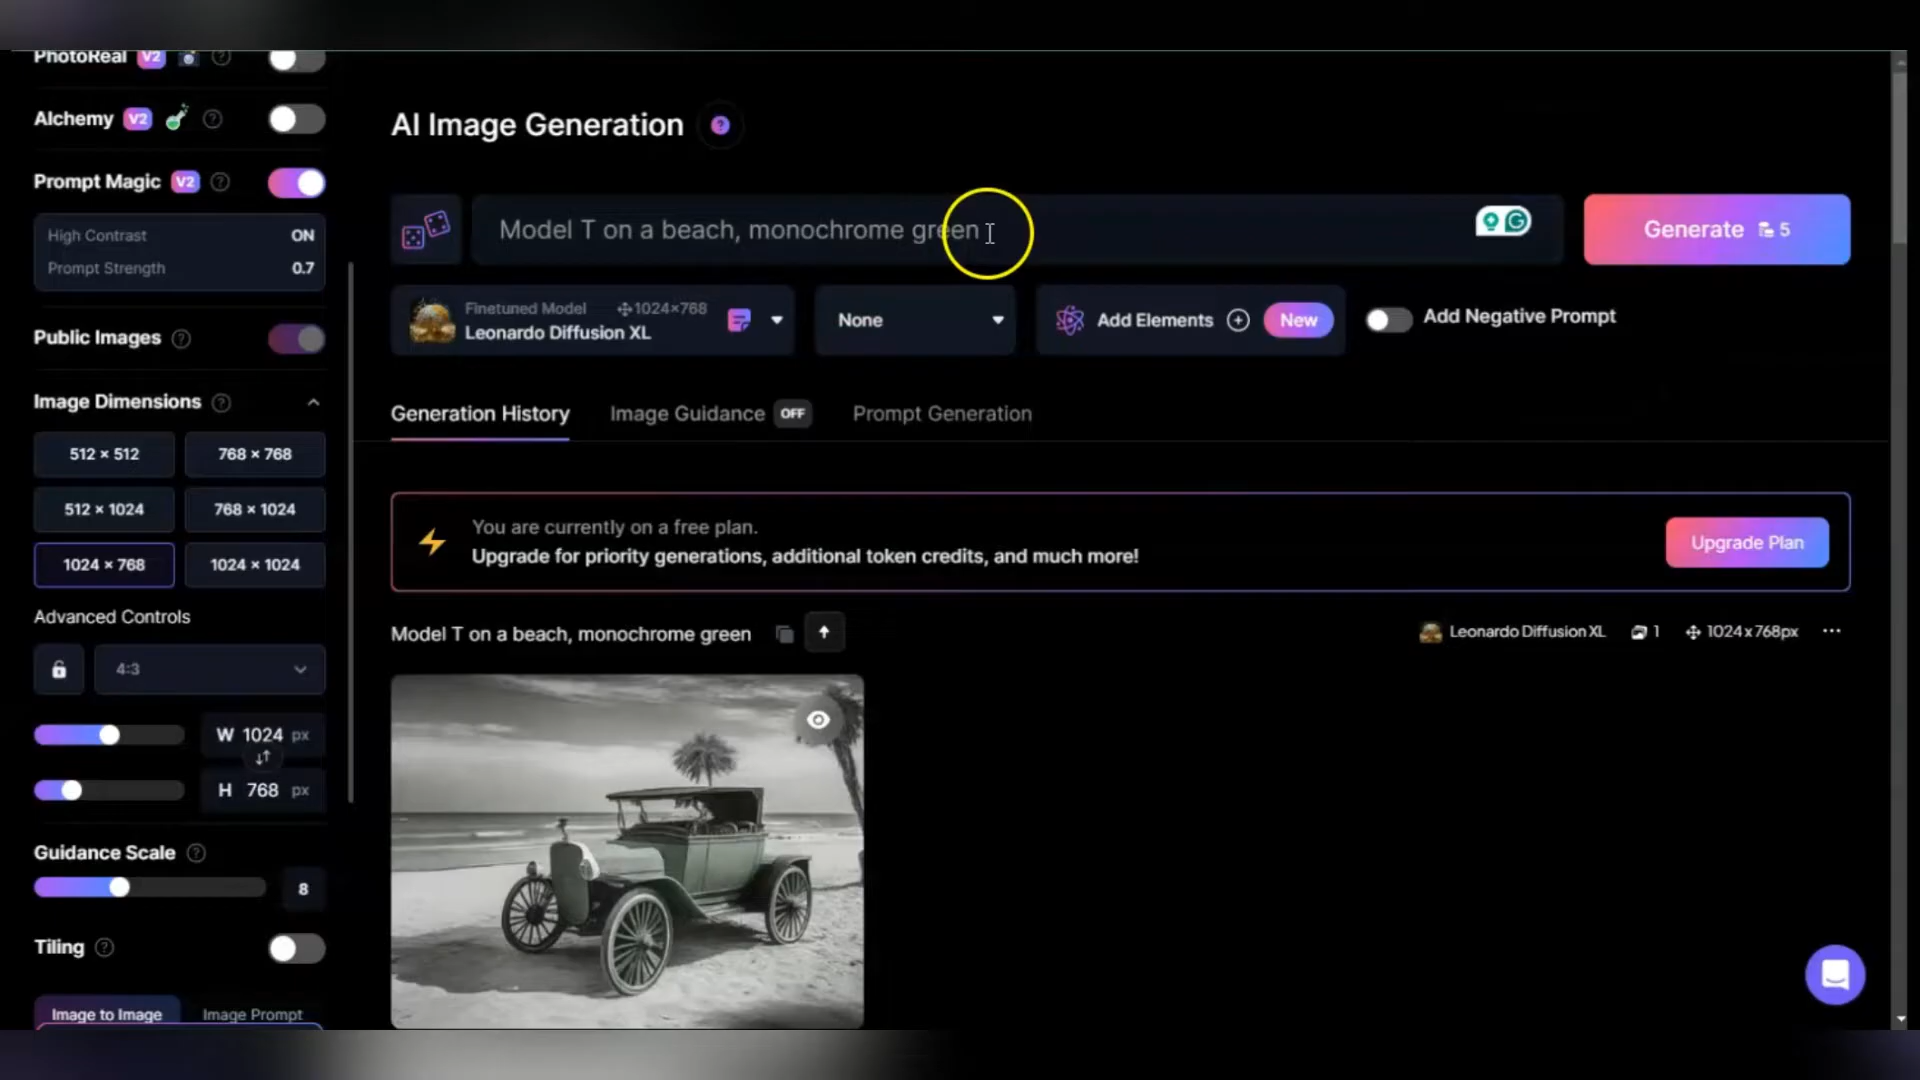 PhotoReal V2
Alchemy V2
Prompt Magic V2
High Contrast ON
Prompt Strength 0.7
Public Images
Image Dimensions
512 × 512 768 × 768
512 × 1024 768 × 1024
1024 × 768 1024 × 1024
Advanced Controls
4:3
W 1024 px
H 768 px
Guidance Scale
8
Tiling
Image to Image Image Prompt
AI Image Generation ?
Model T on a beach, monochrome green
Generate 5
Finetuned Model 1024×768
Leonardo Diffusion XL
None
Add Elements New
Add Negative Prompt
Generation History Image Guidance OFF Prompt Generation
You are currently on a free plan.
Upgrade for priority generations, additional token credits, and much more!
Upgrade Plan
Model T on a beach, monochrome green
Leonardo Diffusion XL 1 1024x768px